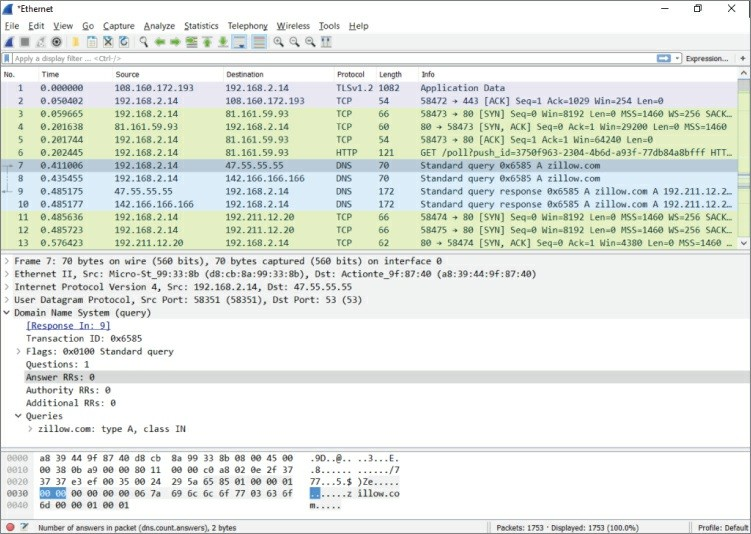 *Ethernet
File Edit View Go Capture Analyze Statistics Telephony Wireless Tools Help
Apply a display filter ... <Ctrl-/> Expression... +
No. Time Source Destination Protocol Length Info
1 0.000000 108.160.172.193 192.168.2.14 TLSv1.2 1082 Application Data
2 0.050402 192.168.2.14 108.160.172.193 TCP 54 58472 → 443 [ACK] Seq=1 Ack=1029 Win=254 Len=0
3 0.059665 192.168.2.14 81.161.59.93 TCP 66 58473 → 80 [SYN] Seq=0 Win=8192 Len=0 MSS=1460 WS=256 SACK…
4 0.201638 81.161.59.93 192.168.2.14 TCP 60 80 → 58473 [SYN, ACK] Seq=0 Ack=1 Win=29200 Len=0 MSS=1460
5 0.201744 192.168.2.14 81.161.59.93 TCP 54 58473 → 80 [ACK] Seq=1 Ack=1 Win=64240 Len=0
6 0.202445 192.168.2.14 81.161.59.93 HTTP 121 GET /poll?push_id=3750f963-2304-4b6d-a93f-77db84a8bfff HTT…
7 0.411006 192.168.2.14 47.55.55.55 DNS 70 Standard query 0x6585 A zillow.com
8 0.435455 192.168.2.14 142.166.166.166 DNS 70 Standard query 0x6585 A zillow.com
9 0.485175 47.55.55.55 192.168.2.14 DNS 172 Standard query response 0x6585 A zillow.com A 192.211.12.2…
10 0.485177 142.166.166.166 192.168.2.14 DNS 172 Standard query response 0x6585 A zillow.com A 192.211.12.2…
11 0.485636 192.168.2.14 192.211.12.20 TCP 66 58474 → 80 [SYN] Seq=0 Win=8192 Len=0 MSS=1460 WS=256 SACK…
12 0.485723 192.168.2.14 192.211.12.20 TCP 66 58475 → 80 [SYN] Seq=0 Win=8192 Len=0 MSS=1460 WS=256 SACK…
13 0.576423 192.211.12.20 192.168.2.14 TCP 62 80 → 58474 [SYN, ACK] Seq=0 Ack=1 Win=4380 Len=0 MSS=1460 …
Frame 7: 70 bytes on wire (560 bits), 70 bytes captured (560 bits) on interface 0
Ethernet II, Src: Micro-St_99:33:8b (d8:cb:8a:99:33:8b), Dst: Actionte_9f:87:40 (a8:39:44:9f:87:40)
Internet Protocol Version 4, Src: 192.168.2.14, Dst: 47.55.55.55
User Datagram Protocol, Src Port: 58351 (58351), Dst Port: 53 (53)
Domain Name System (query)
[Response In: 9]
Transaction ID: 0x6585
Flags: 0x0100 Standard query
Questions: 1
Answer RRs: 0
Authority RRs: 0
Additional RRs: 0
Queries
zillow.com: type A, class IN
0000 a8 39 44 9f 87 40 d8 cb 8a 99 33 8b 08 00 45 00 .9D..@.. ..3...E.
0010 00 38 0b a9 00 00 80 11 00 00 c0 a8 02 0e 2f 37 .8...... ....../7
0020 37 37 e3 ef 00 35 00 24 29 5a 65 85 01 00 00 01 77...5.$ )Ze.....
0030 00 00 00 00 00 00 06 7a 69 6c 6c 6f 77 03 63 6f .......z illow.co
0040 6d 00 00 01 00 01 m.....
Number of answers in packet (dns.count.answers), 2 bytes Packets: 1753 · Displayed: 1753 (100.0%) Profile: Default